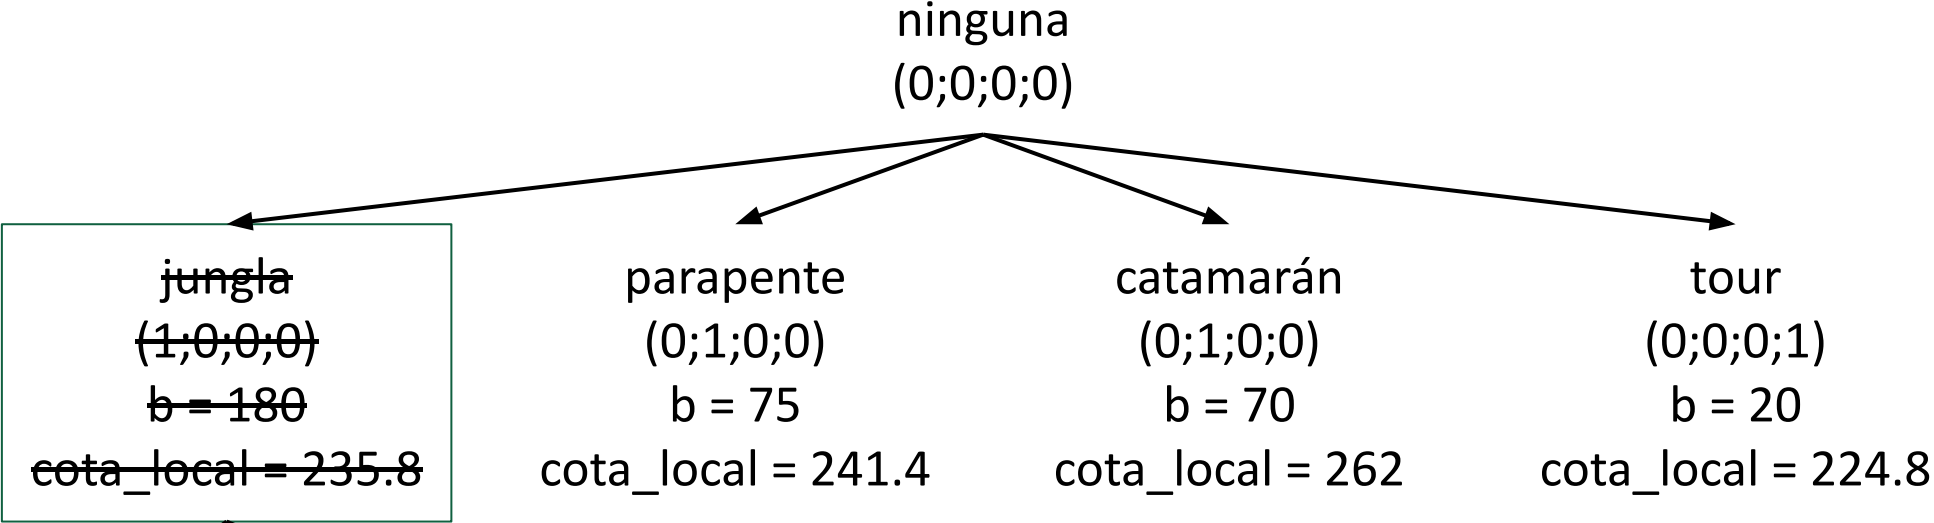 ninguna
(0;0;0;0)
jungla
(1;0;0;0)
b = 180
cota_local = 235.8
parapente
(0;1;0;0)
b = 75
cota_local = 241.4
catamarán
(0;1;0;0)
b = 70
cota_local = 262
tour
(0;0;0;1)
b = 20
cota_local = 224.8